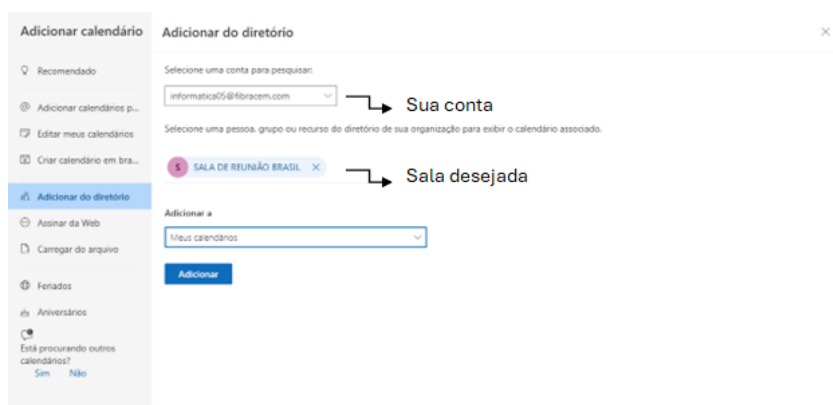 Adicionar calendário
Recomendado
Adicionar calendários p...
Editar meus calendários
Criar calendário em bra...
Adicionar do diretório
Assinar da Web
Carregar do arquivo
Feriados
Aniversários
Está procurando outros
calendários?
Sim Não
Adicionar do diretório
Selecione uma conta para pesquisar:
informatica05@fibracem.com
Sua conta
Selecione uma pessoa, grupo ou recurso do diretório de sua organização para exibir o calendário associado.
S SALA DE REUNIÃO BRASIL
Sala desejada
Adicionar a
Meus calendários
Adicionar